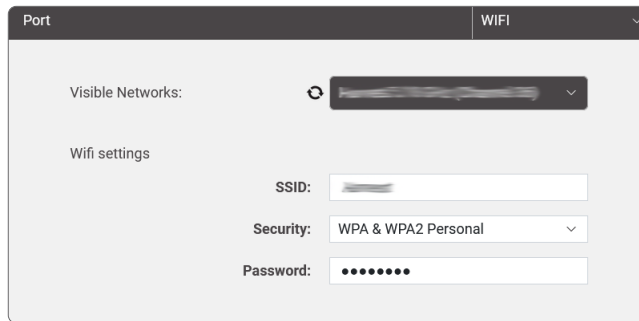 Port WIFI
Visible Networks:
Wifi settings
SSID:
Security: WPA & WPA2 Personal
Password: ••••••••